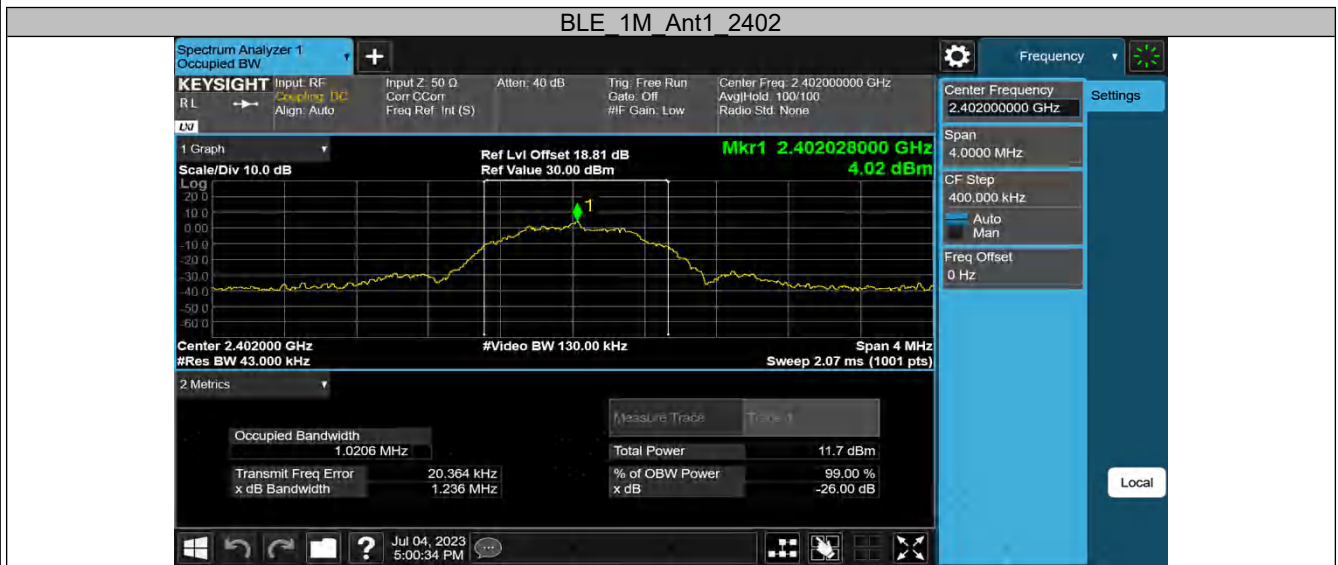 BLE_1M_Ant1_2402
Spectrum Analyzer 1
Occupied BW
+
Frequency
KEYSIGHT
Input: RF
Coupling: DC
Align: Auto
R L
LXI
Input Z: 50 Ω
Corr CCorr
Freq Ref: Int (S)
Atten: 40 dB
Trig: Free Run
Gate: Off
#IF Gain: Low
Center Freq: 2.402000000 GHz
Avg|Hold: 100/100
Radio Std: None
Center Frequency
2.402000000 GHz
Settings
Span
4.0000 MHz
CF Step
400.000 kHz
Auto
Man
Freq Offset
0 Hz
1 Graph
Ref Lvl Offset 18.81 dB
Mkr1 2.402028000 GHz
Scale/Div 10.0 dB
Ref Value 30.00 dBm
4.02 dBm
Log
20.0
10.0
0.00
-10.0
-20.0
-30.0
-40.0
-50.0
-60.0
1
Center 2.402000 GHz
#Video BW 130.00 kHz
Span 4 MHz
#Res BW 43.000 kHz
Sweep 2.07 ms (1001 pts)
2 Metrics
Measure Trace
Trace 1
Occupied Bandwidth
1.0206 MHz
Total Power
11.7 dBm
Transmit Freq Error
20.364 kHz
% of OBW Power
99.00 %
x dB Bandwidth
1.236 MHz
x dB
-26.00 dB
Local
?
Jul 04, 2023
5:00:34 PM